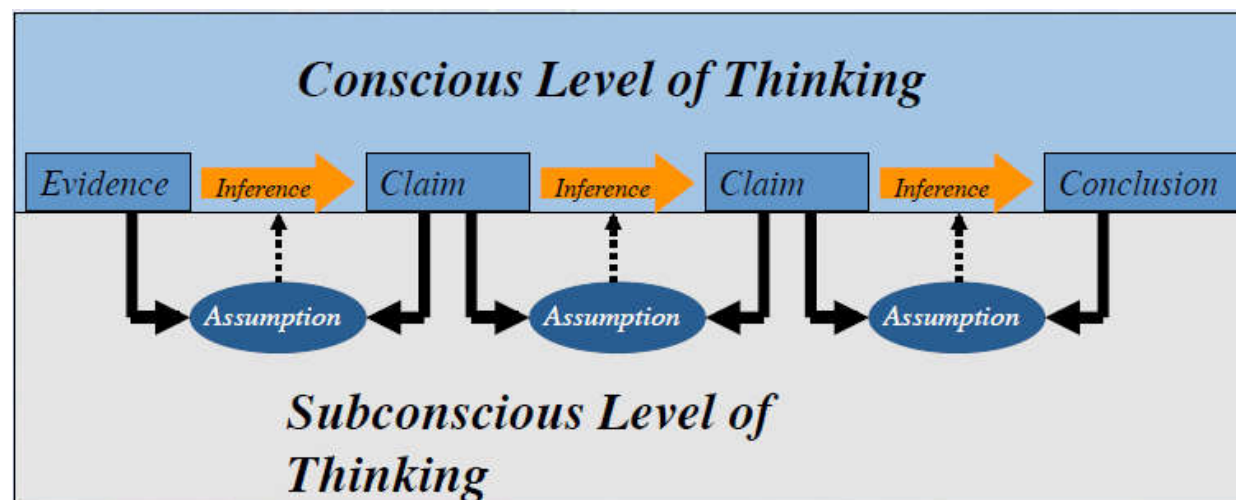 Conscious Level of Thinking
Evidence Inference Claim Inference Claim Inference Conclusion
Assumption Assumption Assumption
Subconscious Level of
Thinking